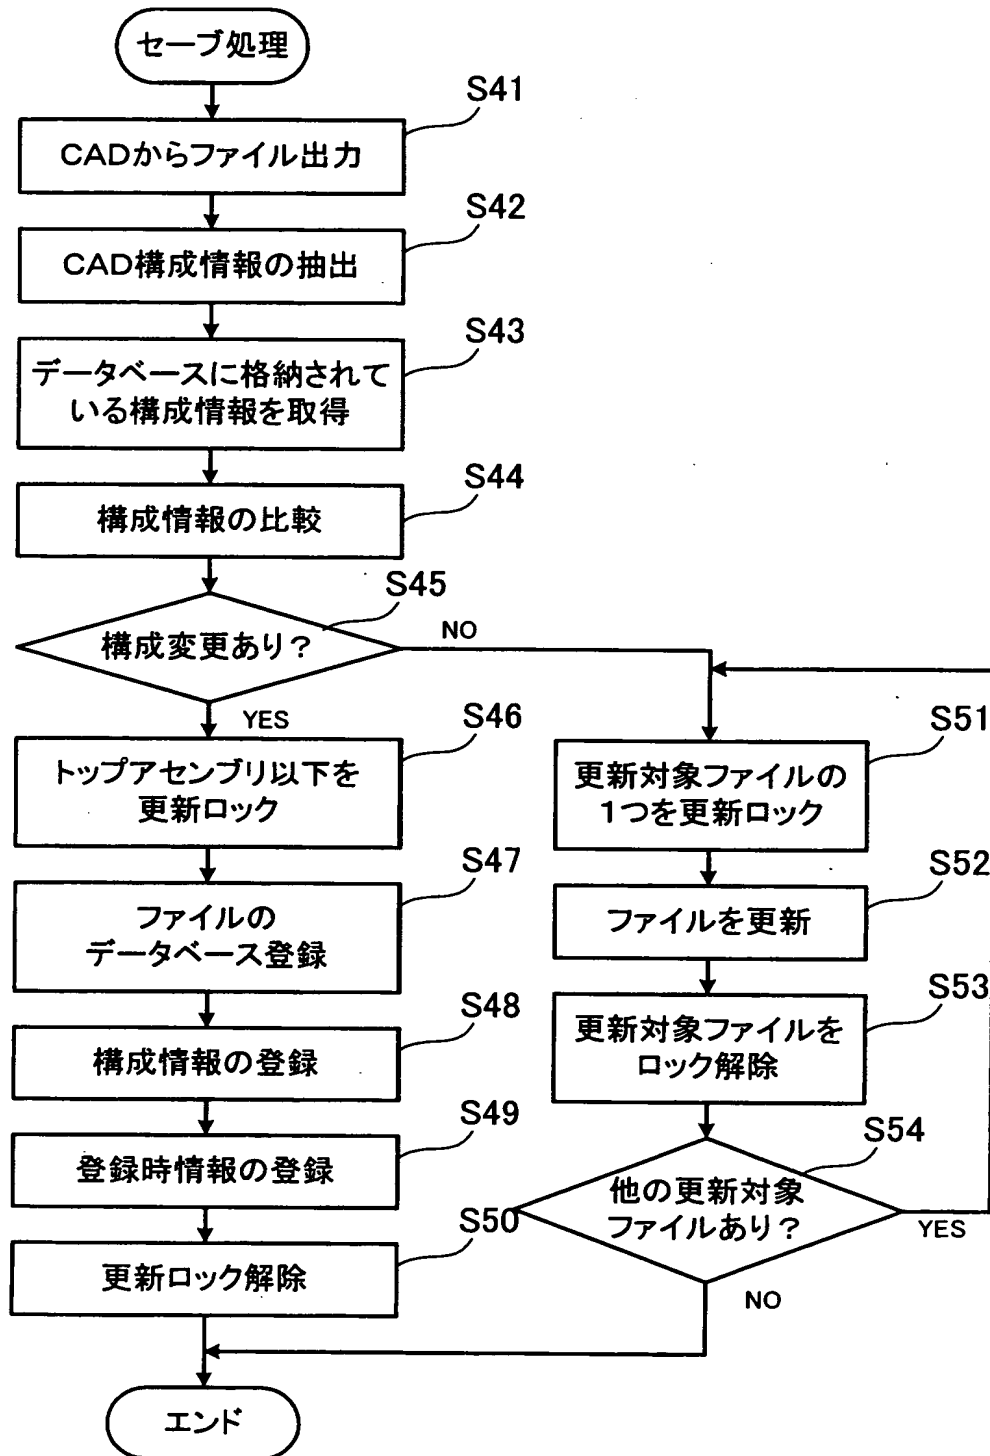 セーブ処理
S41
CADからファイル出力
S42
CAD構成情報の抽出
S43
データベースに格納されて
いる構成情報を取得
S44
構成情報の比較
S45
構成変更あり?
NO
YES
S46
トップアセンブリ以下を
更新ロック
S47
ファイルの
データベース登録
S48
構成情報の登録
S49
登録時情報の登録
S50
更新ロック解除
S51
更新対象ファイルの
1つを更新ロック
S52
ファイルを更新
S53
更新対象ファイルを
ロック解除
S54
他の更新対象
ファイルあり?
YES
NO
エンド